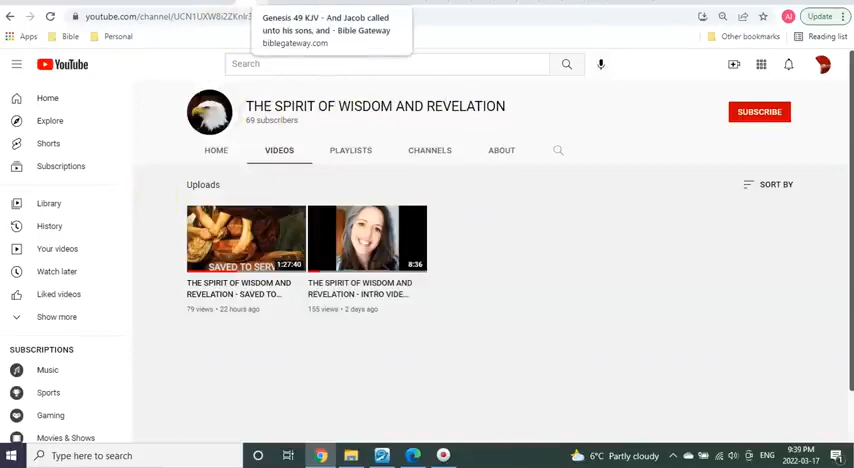 youtube.com/channel/UCN1UXW8i2ZKnlr3
Genesis 49 KJV - And Jacob called
unto his sons, and - Bible Gateway
biblegateway.com
AI
Update
Apps
Bible
Personal
Other bookmarks
Reading list
YouTube
Search
THE SPIRIT OF WISDOM AND REVELATION
69 subscribers
SUBSCRIBE
HOME
VIDEOS
PLAYLISTS
CHANNELS
ABOUT
Home
Explore
Shorts
Subscriptions
Library
History
Your videos
Watch later
Liked videos
Show more
SUBSCRIPTIONS
Music
Sports
Gaming
Movies & Shows
Uploads
SORT BY
SAVED TO SERV
1:27:40
8:36
THE SPIRIT OF WISDOM AND
REVELATION - SAVED TO...
79 views • 22 hours ago
THE SPIRIT OF WISDOM AND
REVELATION - INTRO VIDE...
155 views • 2 days ago
Type here to search
6°C Partly cloudy
ENG
9:39 PM
2022-03-17